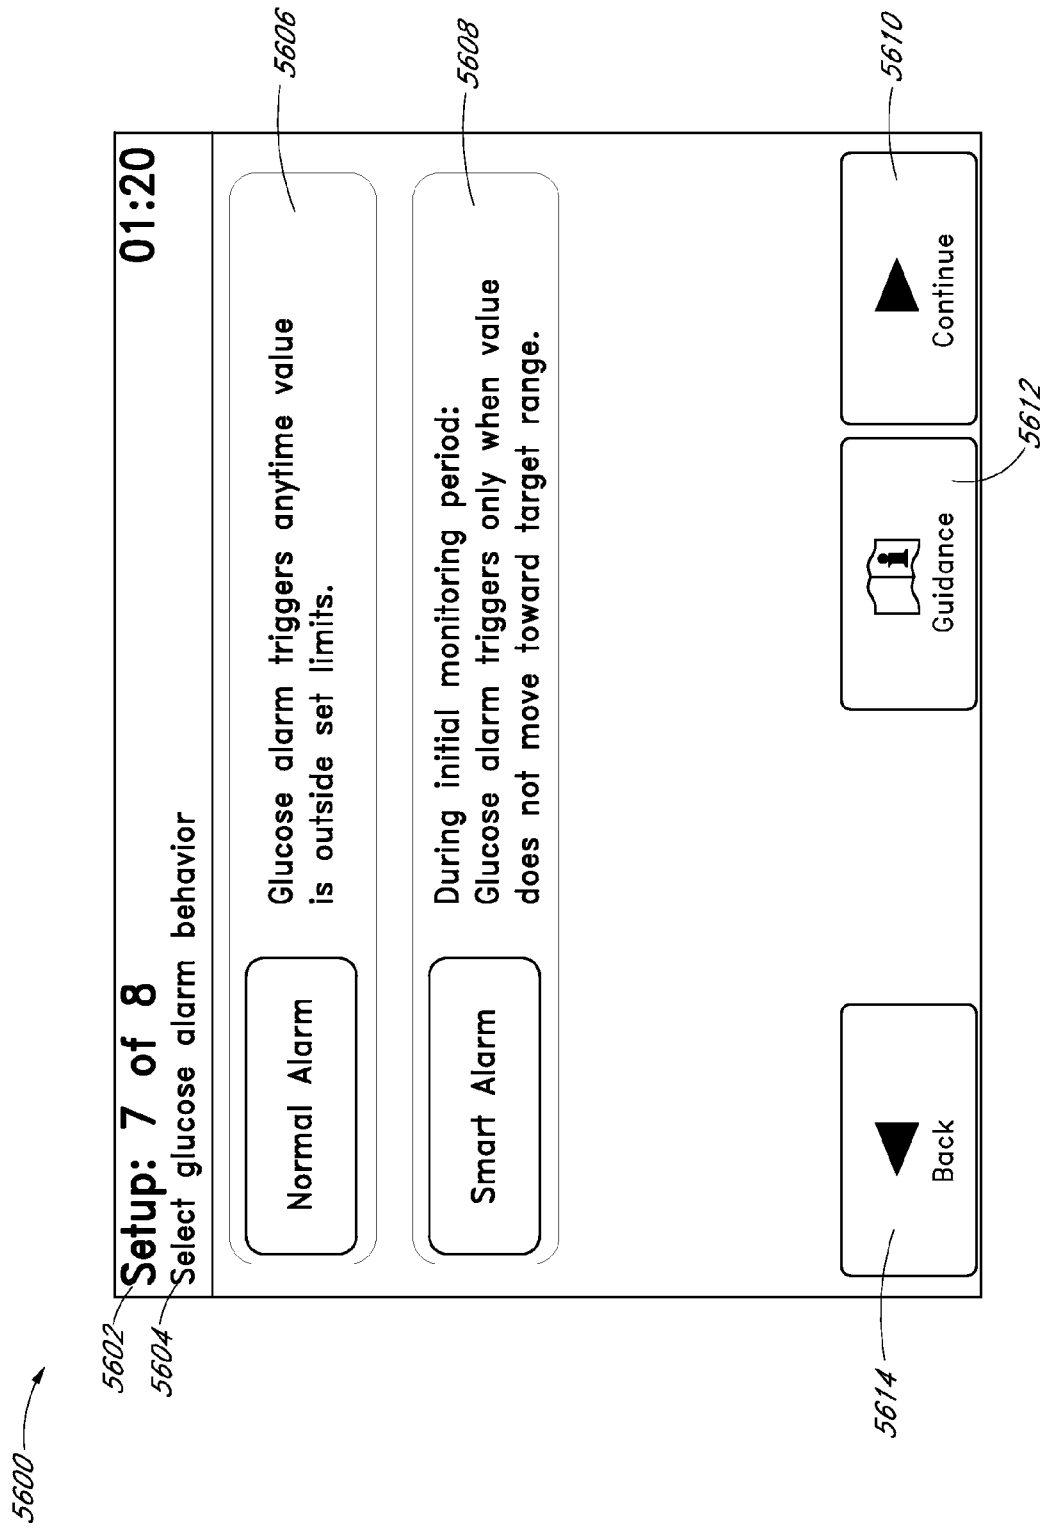 5600
5602
Setup: 7 of 8
01:20
5604
Select glucose alarm behavior
Normal Alarm
Glucose alarm triggers anytime value
is outside set limits.
5606
Smart Alarm
During initial monitoring period:
Glucose alarm triggers only when value
does not move toward target range.
5608
5614
Back
Guidance
5612
Continue
5610